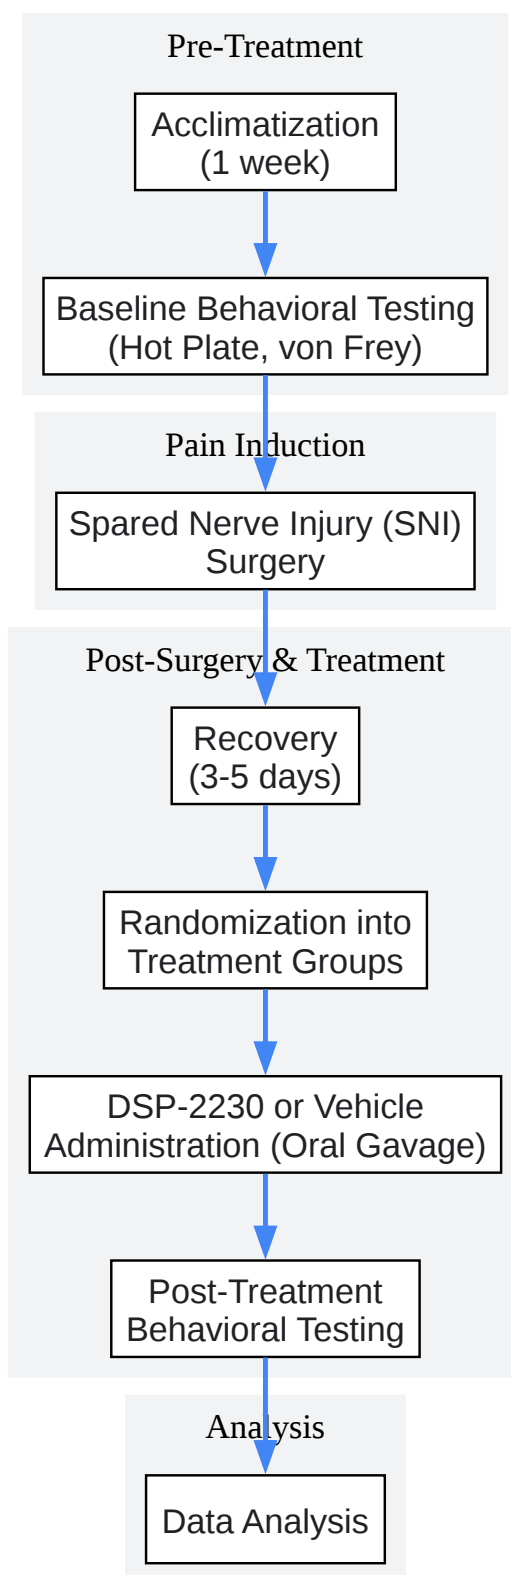 Pre-Treatment
Acclimatization
(1 week)
Baseline Behavioral Testing
(Hot Plate, von Frey)
Pain Induction
Spared Nerve Injury (SNI)
Surgery
Post-Surgery & Treatment
Recovery
(3-5 days)
Randomization into
Treatment Groups
DSP-2230 or Vehicle
Administration (Oral Gavage)
Post-Treatment
Behavioral Testing
Analysis
Data Analysis